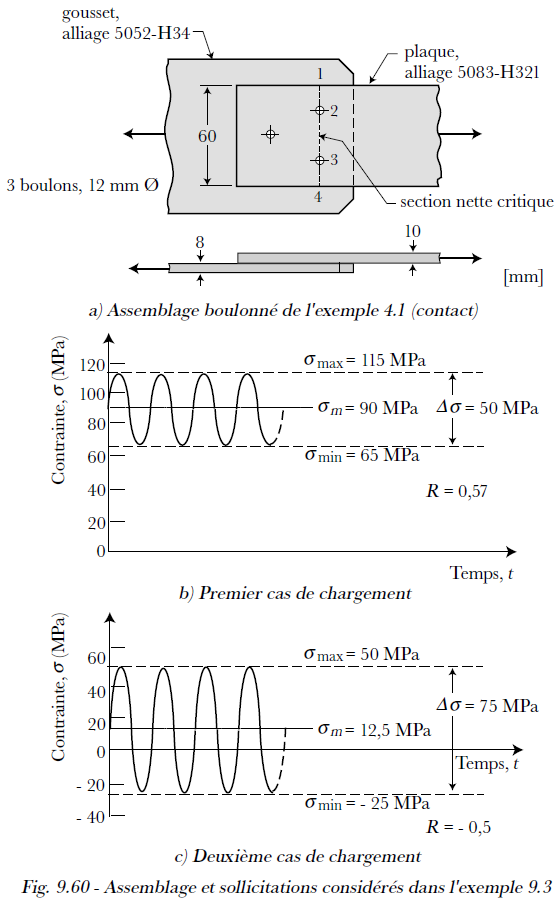 gousset,
alliage 5052-H34
plaque,
alliage 5083-H321
1
2
60
3
3 boulons, 12 mm Ø
4
section nette critique
8
10
[mm]
a) Assemblage boulonné de l'exemple 4.1 (contact)
Contrainte, σ (MPa)
120
100
80
60
40
20
0
σmax = 115 MPa
σm = 90 MPa
Δσ = 50 MPa
σmin = 65 MPa
R = 0,57
Temps, t
b) Premier cas de chargement
Contrainte, σ (MPa)
60
40
20
0
- 20
- 40
σmax = 50 MPa
Δσ = 75 MPa
σm = 12,5 MPa
Temps, t
σmin = - 25 MPa
R = - 0,5
c) Deuxième cas de chargement
Fig. 9.60 - Assemblage et sollicitations considérés dans l'exemple 9.3